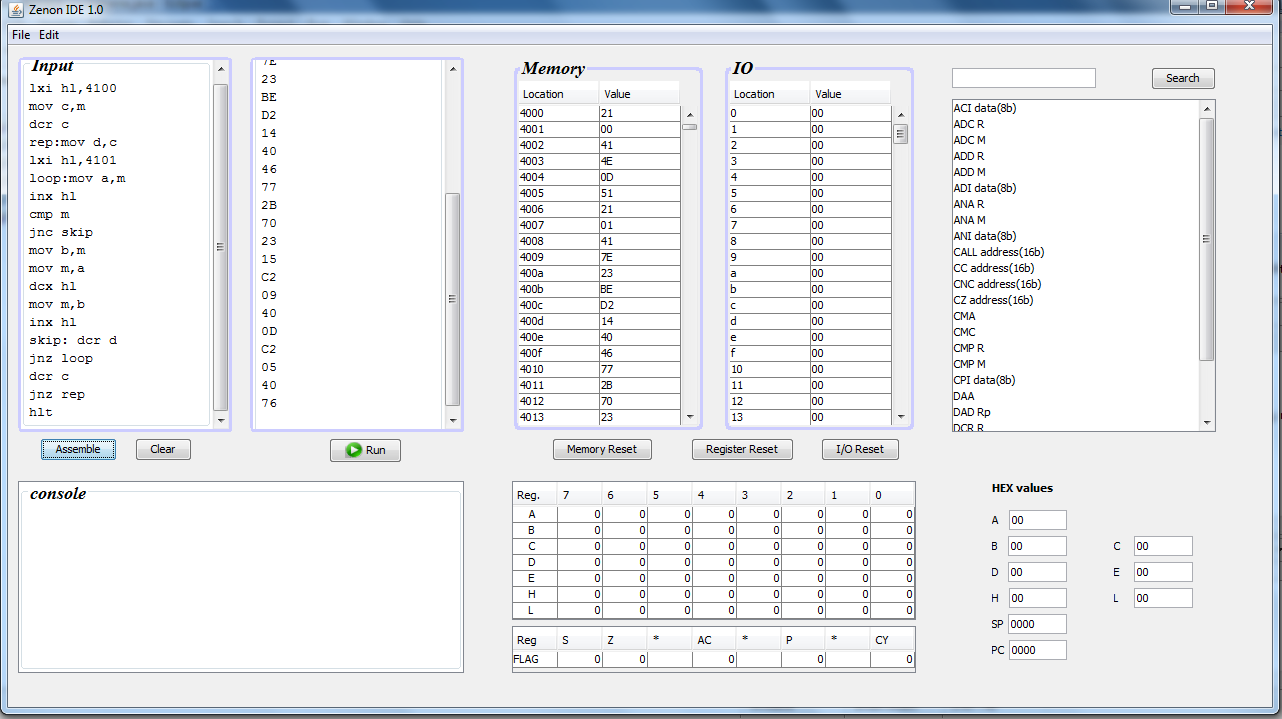 Zenon IDE 1.0
File Edit
Input
lxi hl,4100
mov c,m
dcr c
rep:mov d,c
lxi hl,4101
loop:mov a,m
inx hl
cmp m
jnc skip
mov b,m
mov m,a
dcx hl
mov m,b
inx hl
skip: dcr d
jnz loop
dcr c
jnz rep
hlt
7E
23
BE
D2
14
40
46
77
2B
70
23
15
C2
09
40
0D
C2
05
40
76
Assemble Clear Run
Memory
Location Value
4000 21
4001 00
4002 41
4003 4E
4004 0D
4005 51
4006 21
4007 01
4008 41
4009 7E
400a 23
400b BE
400c D2
400d 14
400e 40
400f 46
4010 77
4011 2B
4012 70
4013 23
IO
Location Value
0 00
1 00
2 00
3 00
4 00
5 00
6 00
7 00
8 00
9 00
a 00
b 00
c 00
d 00
e 00
f 00
10 00
11 00
12 00
13 00
Memory Reset Register Reset I/O Reset
Search
ACI data(8b)
ADC R
ADC M
ADD R
ADD M
ADI data(8b)
ANA R
ANA M
ANI data(8b)
CALL address(16b)
CC address(16b)
CNC address(16b)
CZ address(16b)
CMA
CMC
CMP R
CMP M
CPI data(8b)
DAA
DAD Rp
DCR R
console
Reg. 7 6 5 4 3 2 1 0
A 0 0 0 0 0 0 0 0
B 0 0 0 0 0 0 0 0
C 0 0 0 0 0 0 0 0
D 0 0 0 0 0 0 0 0
E 0 0 0 0 0 0 0 0
H 0 0 0 0 0 0 0 0
L 0 0 0 0 0 0 0 0
Reg S Z * AC * P * CY
FLAG 0 0 0 0 0
HEX values
A 00
B 00 C 00
D 00 E 00
H 00 L 00
SP 0000
PC 0000